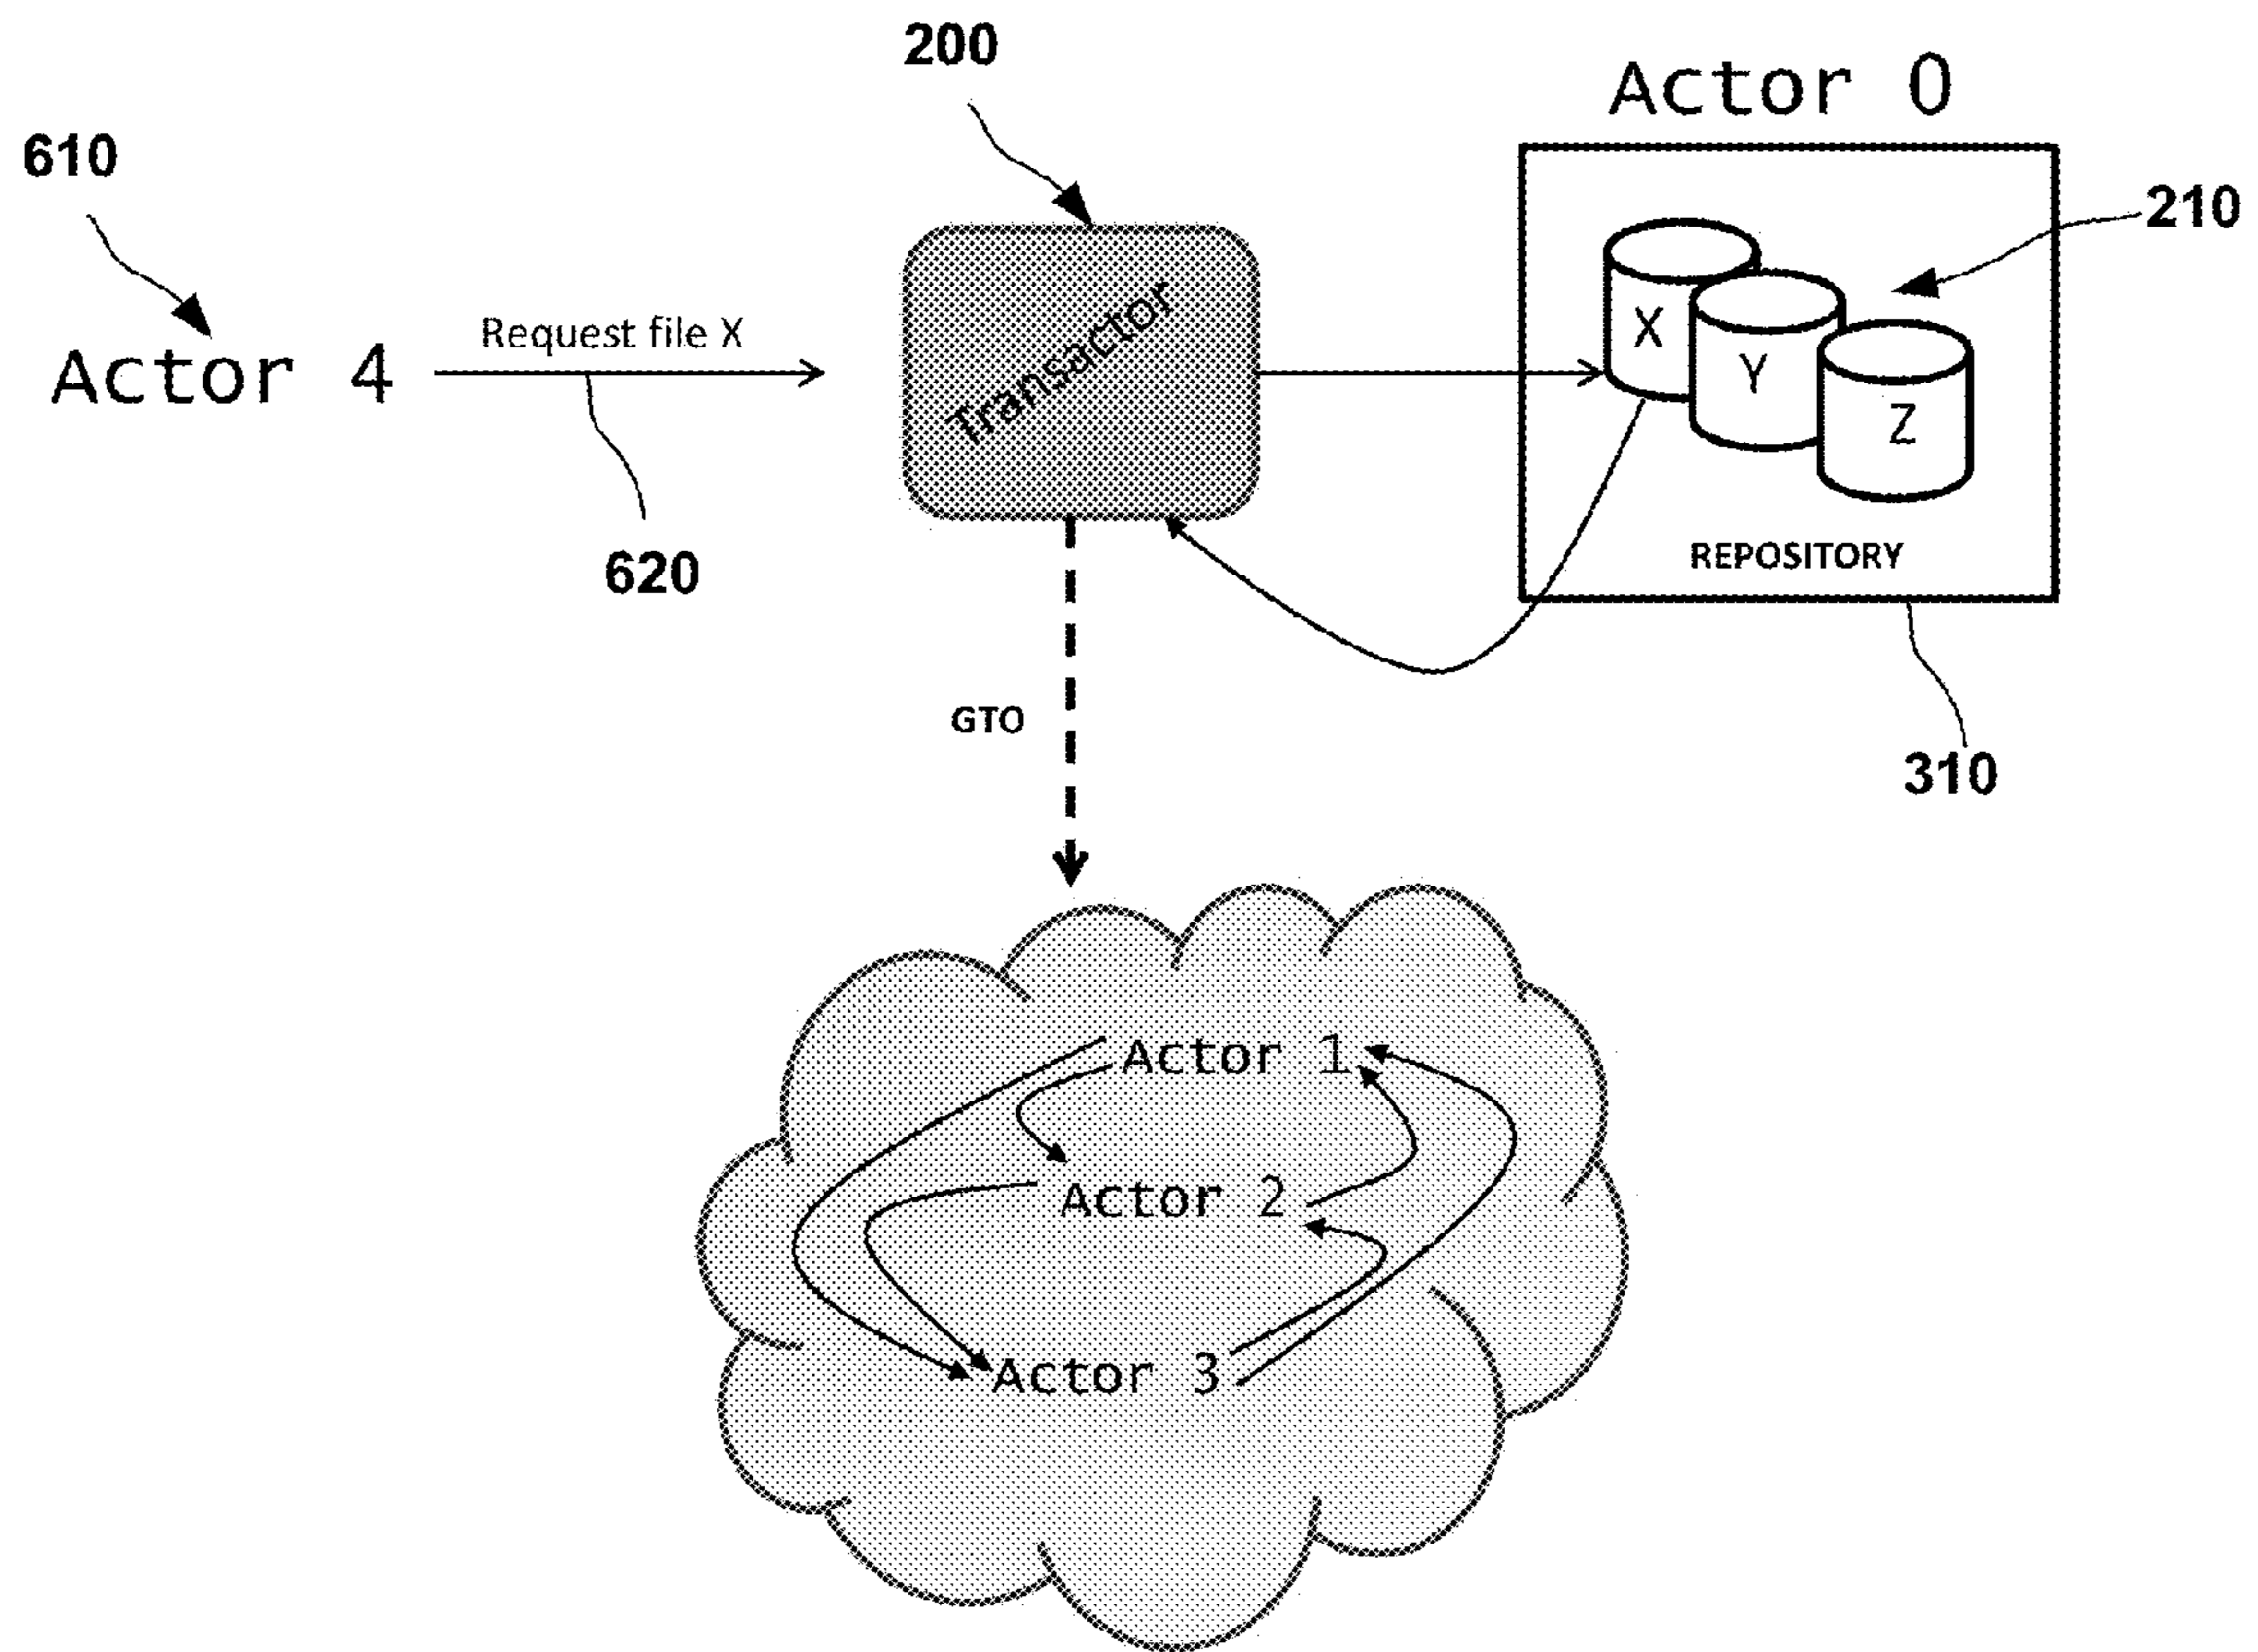 200
Actor 0
610
210
Request file X
Transactor
X
Actor 4
Y
Z
REPOSITORY
620
GTO
310
Actor 1
Actor 2
Actor 3